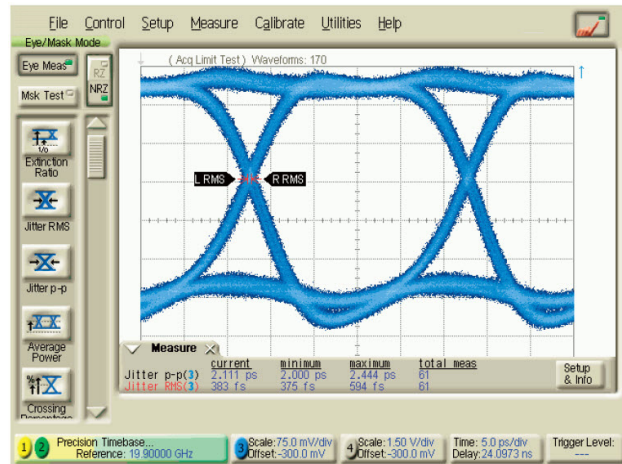 File Control Setup Measure Calibrate Utilities Help
Eye/Mask Mode
Eye Meas
RZ
NRZ
Msk Test
( Acq Limit Test ) Waveforms: 170
Extinction
Ratio
L RMS R RMS
Jitter RMS
Jitter p-p
Average
Power
Measure
current minimum maximum total meas
Jitter p-p(3) 2.111 ps 2.000 ps 2.444 ps 61
Jitter RMS(3) 383 fs 375 fs 594 fs 61
Setup
& Info
Crossing
1 2 Precision Timebase...
Reference: 19.90000 GHz
3 Scale:75.0 mV/div
Offset:-300.0 mV
4 Scale:1.50 V/div
Offset:-300.0 mV
Time: 5.0 ps/div
Delay:24.0973 ns
Trigger Level:
---